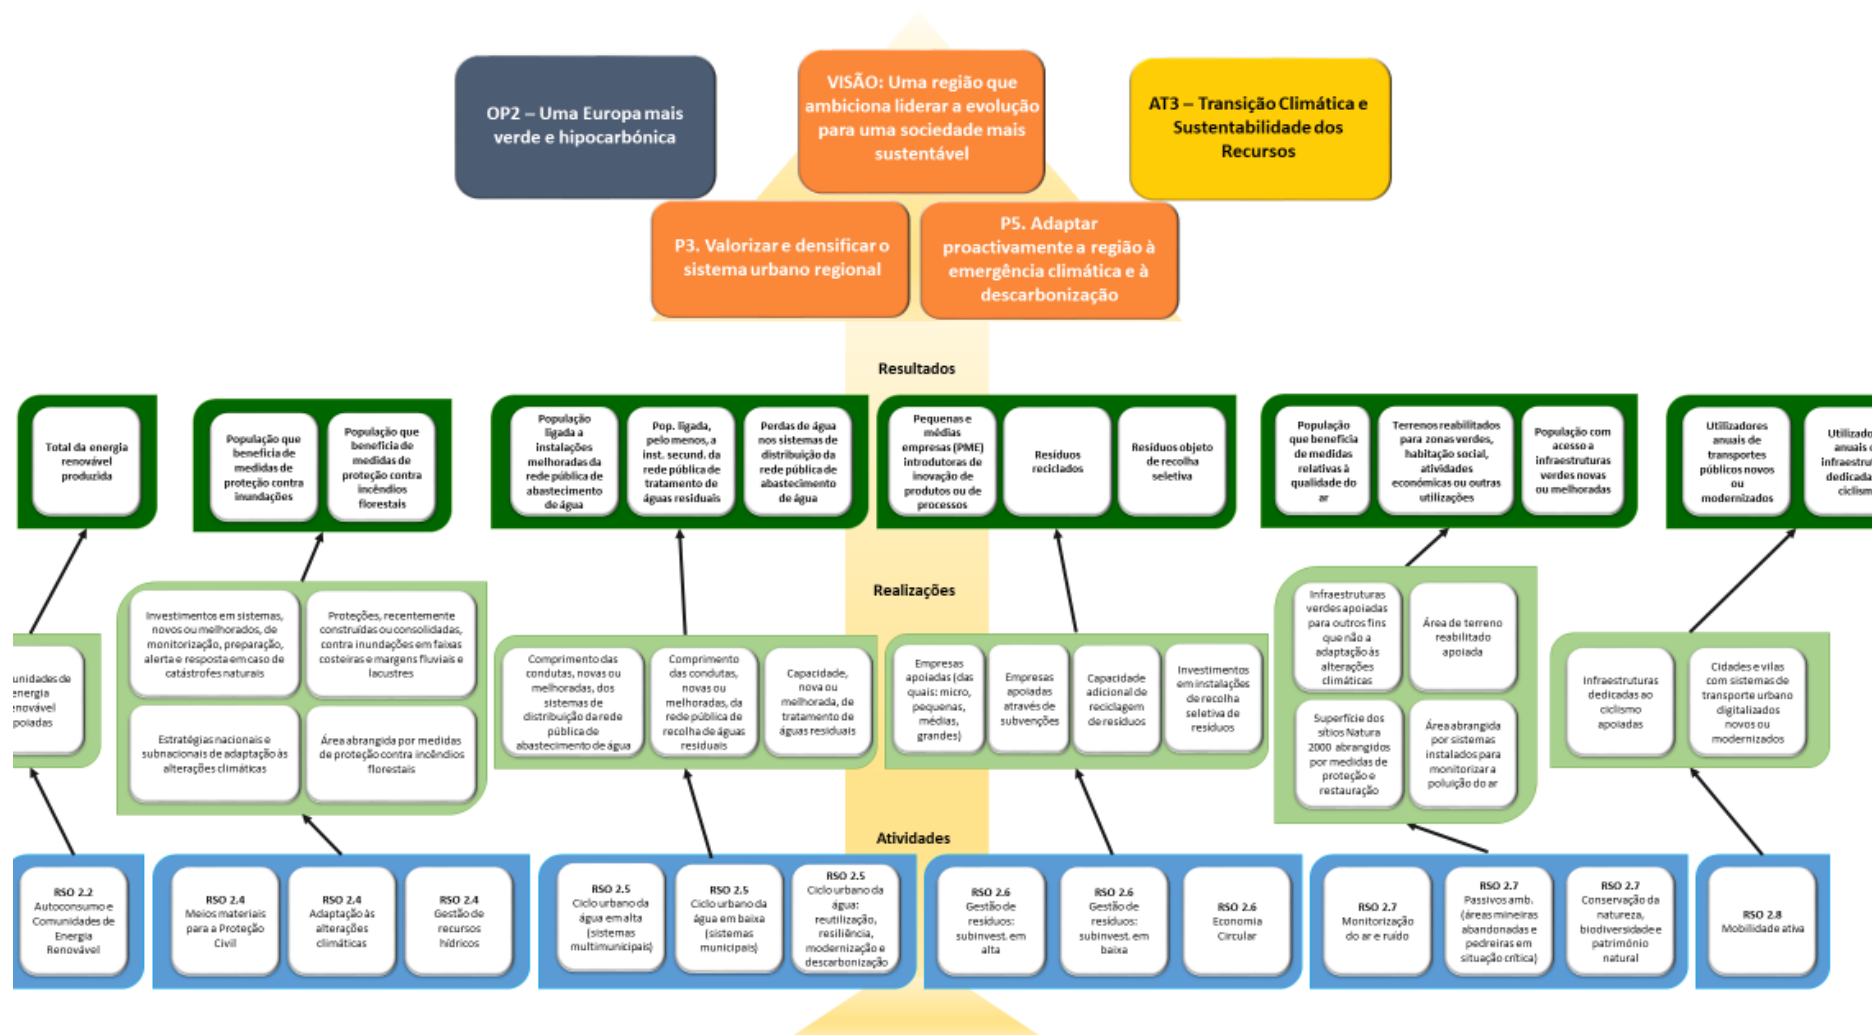 OP2 – Uma Europa mais
verde e hipocarbónica
VISÃO: Uma região que
ambiciona liderar a evolução
para uma sociedade mais
sustentável
AT3 – Transição Climática e
Sustentabilidade dos
Recursos
P3. Valorizar e densificar o
sistema urbano regional
P5. Adaptar
proactivamente a região à
emergência climática e à
descarbonização
Resultados
Total da energia
renovável
produzida
População que
beneficia de
medidas de
proteção contra
inundações
População que
beneficia de
medidas de
proteção contra
incêndios
florestais
População
ligada a
instalações
melhoradas da
rede pública de
abastecimento
de água
Pop. ligada,
pelo menos, a
inst. secund. da
rede pública de
tratamento de
águas residuais
Perdas de água
nos sistemas de
distribuição da
rede pública de
abastecimento
de água
Pequenas e
médias
empresas (PME)
introdutoras de
inovação de
produtos ou de
processos
Resíduos
reciclados
Resíduos objeto
de recolha
seletiva
População
que beneficia
de medidas
relativas à
qualidade do
ar
Terrenos reabilitados
para zonas verdes,
habitação social,
atividades
económicas ou outras
utilizações
População com
acesso a
infraestruturas
verdes novas
ou melhoradas
Utilizadores
anuais de
transportes
públicos novos
ou
modernizados
Utilizado
anuais
infraestru
dedicada
ciclism
Realizações
unidades de
energia
enovável
poiadas
Investimentos em sistemas,
novos ou melhorados, de
monitorização, preparação,
alerta e resposta em caso de
catástrofes naturais
Proteções, recentemente
construídas ou consolidadas,
contra inundações em faixas
costeiras e margens fluviais e
lacustres
Estratégias nacionais e
subnacionais de adaptação às
alterações climáticas
Área abrangida por medidas
de proteção contra incêndios
florestais
Comprimento das
condutas, novas ou
melhoradas, dos
sistemas de
distribuição da rede
pública de
abastecimento de água
Comprimento
das condutas,
novas ou
melhoradas, da
rede pública de
recolha de águas
residuais
Capacidade,
nova ou
melhorada, de
tratamento de
águas residuais
Empresas
apoiadas (das
quais: micro,
pequenas,
médias,
grandes)
Empresas
apoiadas
através de
subvenções
Capacidade
adicional de
reciclagem
de resíduos
Investimentos
em instalações
de recolha
seletiva de
resíduos
Infraestruturas
verdes apoiadas
para outros fins
que não a
adaptação às
alterações
climáticas
Área de terreno
reabilitado
apoiada
Superfície dos
sítios Natura
2000 abrangidos
por medidas de
proteção e
restauração
Área abrangida
por sistemas
instalados para
monitorizar a
poluição do ar
Infraestruturas
dedicadas ao
ciclismo
apoiadas
Cidades e vilas
com sistemas de
transporte urbano
digitalizados
novos ou
modernizados
Atividades
RSO 2.2
Autoconsumo e
Comunidades de
Energia
Renovável
RSO 2.4
Meios materiais
para a Proteção
Civil
RSO 2.4
Adaptação às
alterações
climáticas
RSO 2.4
Gestão de
recursos
hídricos
RSO 2.5
Ciclo urbano da
água em alta
(sistemas
multimunicipais)
RSO 2.5
Ciclo urbano da
água em baixa
(sistemas
municipais)
RSO 2.5
Ciclo urbano da
água:
reutilização,
resiliência,
modernização e
descarbonização
RSO 2.6
Gestão de
resíduos:
subinvest. em
alta
RSO 2.6
Gestão de
resíduos:
subinvest. em
baixa
RSO 2.6
Economia
Circular
RSO 2.7
Monitorização
do ar e ruído
RSO 2.7
Passivos amb.
(áreas mineiras
abandonadas e
pedreiras em
situação crítica)
RSO 2.7
Conservação da
natureza,
biodiversidade e
património
natural
RSO 2.8
Mobilidade ativa